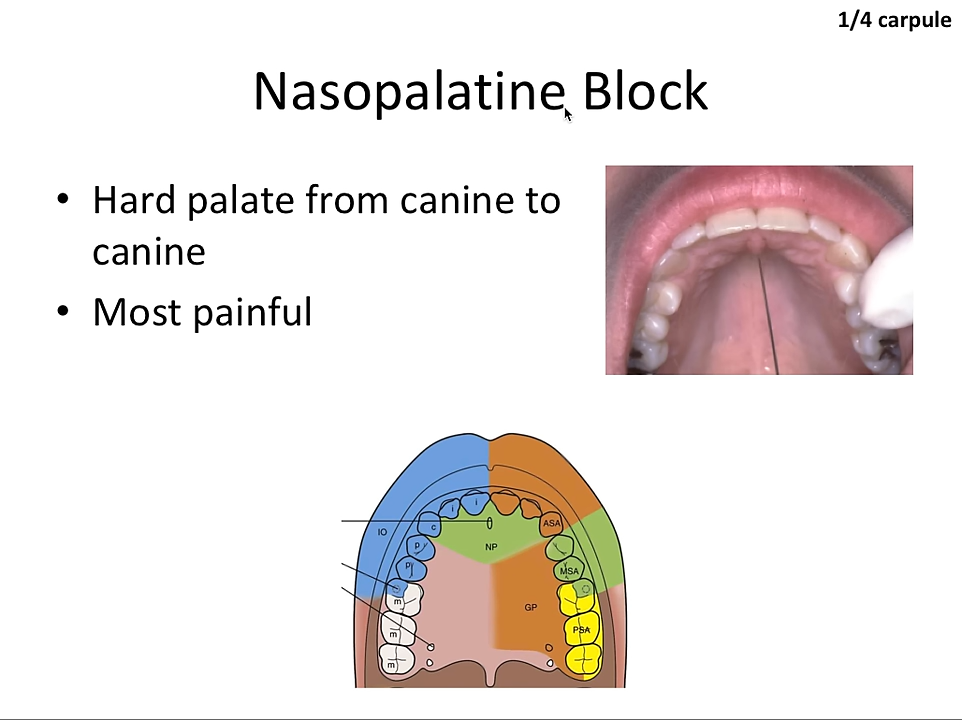 1/4 carpule
Nasopalatine Block
• Hard palate from canine to
canine
• Most painful
i
i
c
ASA
IO
p
NP
p
MSA
m
GP
m
PSA
m